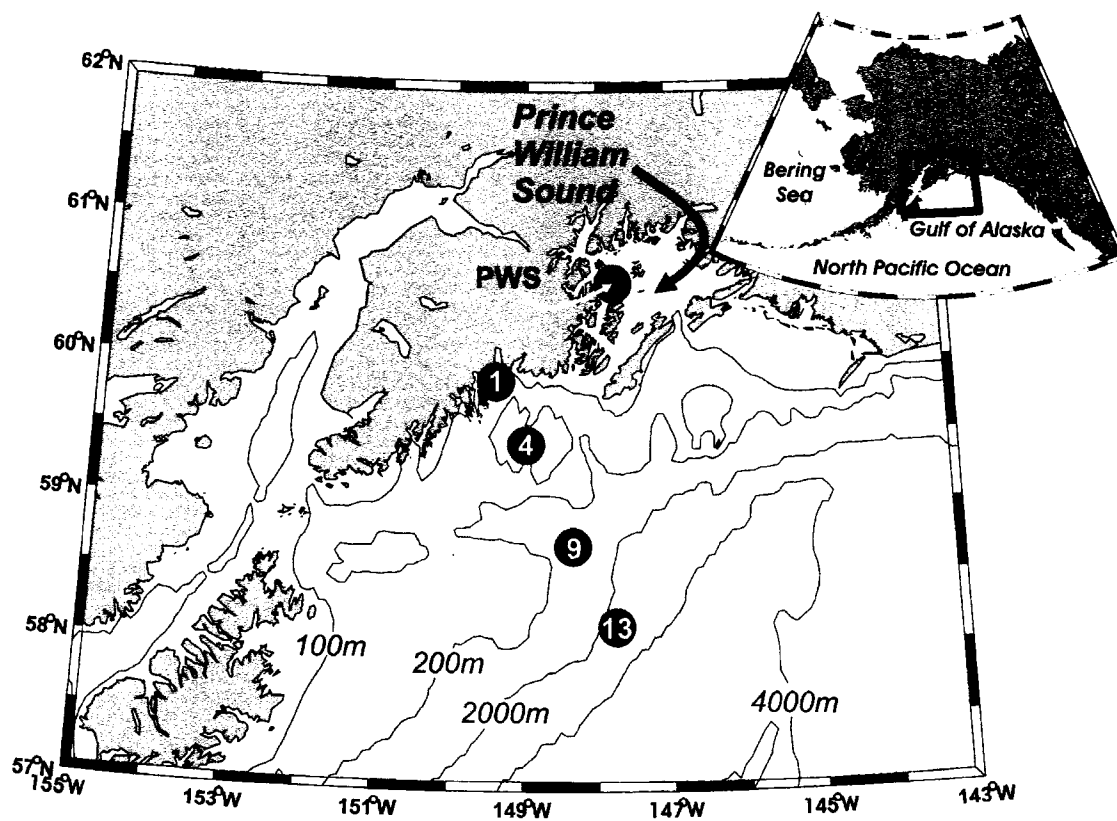 62°N
61°N
60°N
59°N
58°N
57°N
155°W
153°W
151°W
149°W
147°W
145°W
143°W
Prince
William
Sound
PWS
1
4
9
13
100m
200m
2000m
4000m
Bering
Sea
Gulf of Alaska
North Pacific Ocean